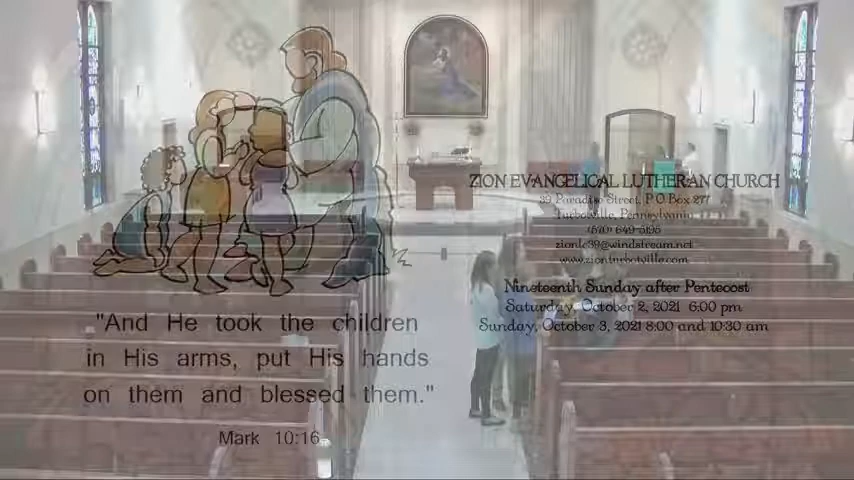 "And He took the children
in His arms, put His hands
on them and blessed them."
Mark 10:16
ZION EVANGELICAL LUTHERAN CHURCH
39 Paradise Street, P.O. Box 277
Turbotville, Pennsylvania
(570) 649-5195
zionlc39@windstream.net
www.zionturbotville.com
Nineteenth Sunday after Pentecost
Saturday, October 2, 2021 6:00 pm
Sunday, October 3, 2021 8:00 and 10:30 am